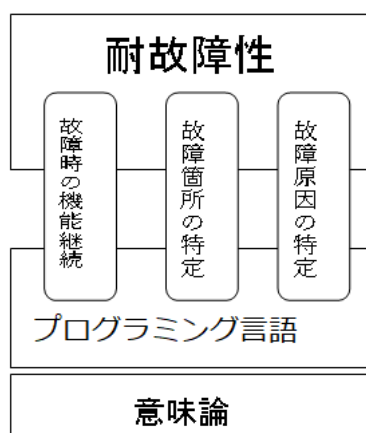 耐故障性
故障時の機能継続
故障箇所の特定
故障原因の特定
プログラミング言語
意味論